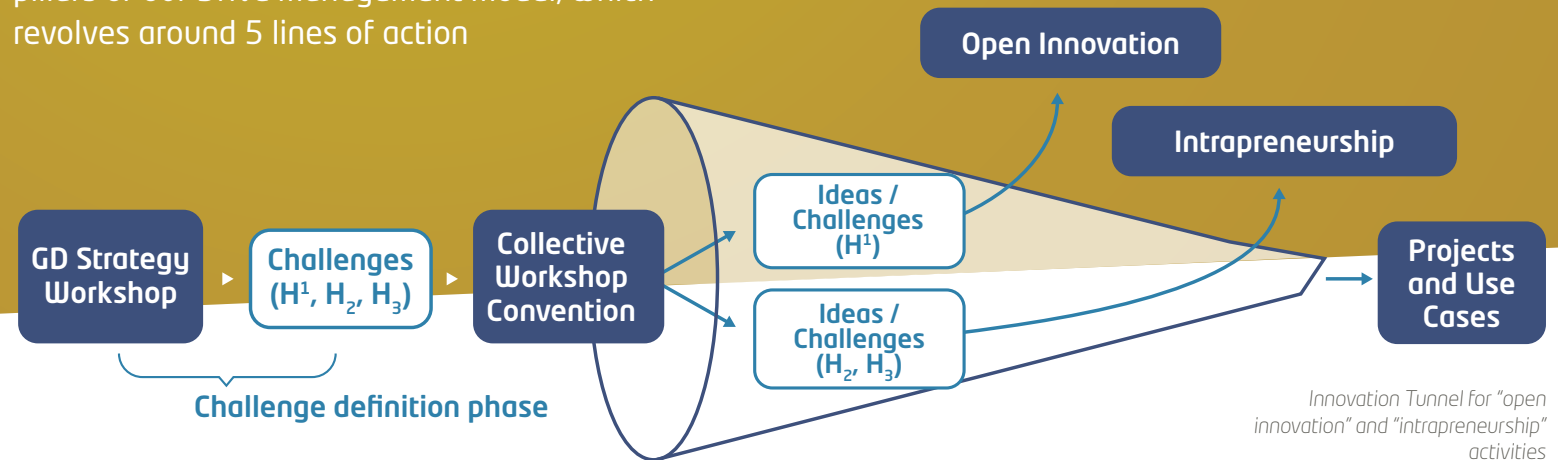 revolves around 5 lines of action
Open Innovation
Intrapreneurship
GD Strategy
Workshop
Challenges
(H¹, H₂, H₃)
Collective
Workshop
Convention
Ideas /
Challenges
(H¹)
Ideas /
Challenges
(H₂, H₃)
Projects
and Use
Cases
Challenge definition phase
Innovation Tunnel for "open
innovation" and "intrapreneurship"
activities